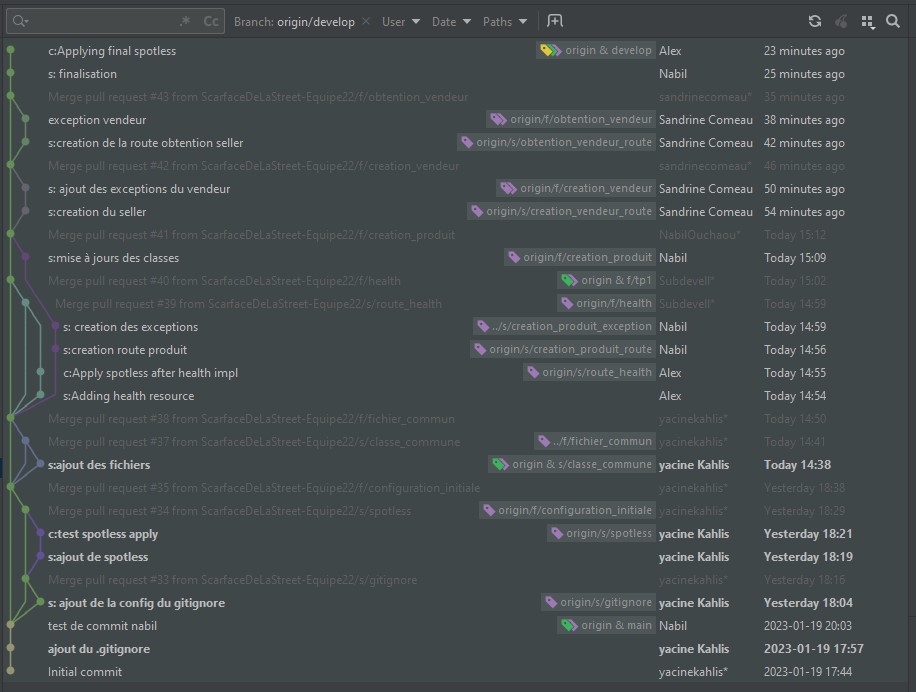 .* Cc Branch: origin/develop × User Date Paths
c:Applying final spotless origin & develop Alex 23 minutes ago
s: finalisation Nabil 25 minutes ago
Merge pull request #43 from ScarfaceDeLaStreet-Equipe22/f/obtention_vendeur sandrinecomeau* 35 minutes ago
exception vendeur origin/f/obtention_vendeur Sandrine Comeau 38 minutes ago
s:creation de la route obtention seller origin/s/obtention_vendeur_route Sandrine Comeau 42 minutes ago
Merge pull request #42 from ScarfaceDeLaStreet-Equipe22/f/creation_vendeur sandrinecomeau* 46 minutes ago
s: ajout des exceptions du vendeur origin/f/creation_vendeur Sandrine Comeau 50 minutes ago
s:creation du seller origin/s/creation_vendeur_route Sandrine Comeau 54 minutes ago
Merge pull request #41 from ScarfaceDeLaStreet-Equipe22/f/creation_produit NabilOuchaou* Today 15:12
s:mise à jours des classes origin/f/creation_produit Nabil Today 15:09
Merge pull request #40 from ScarfaceDeLaStreet-Equipe22/f/health origin & f/tp1 Subdevell* Today 15:02
Merge pull request #39 from ScarfaceDeLaStreet-Equipe22/s/route_health origin/f/health Subdevell* Today 14:59
s: creation des exceptions ../s/creation_produit_exception Nabil Today 14:59
s:creation route produit origin/s/creation_produit_route Nabil Today 14:56
c:Apply spotless after health impl origin/s/route_health Alex Today 14:55
s:Adding health resource Alex Today 14:54
Merge pull request #38 from ScarfaceDeLaStreet-Equipe22/f/fichier_commun yacinekahlis* Today 14:50
Merge pull request #37 from ScarfaceDeLaStreet-Equipe22/s/classe_commune ../f/fichier_commun yacinekahlis* Today 14:41
s:ajout des fichiers origin & s/classe_commune yacine Kahlis Today 14:38
Merge pull request #35 from ScarfaceDeLaStreet-Equipe22/f/configuration_initiale yacinekahlis* Yesterday 18:38
Merge pull request #34 from ScarfaceDeLaStreet-Equipe22/s/spotless origin/f/configuration_initiale yacinekahlis* Yesterday 18:29
c:test spotless apply origin/s/spotless yacine Kahlis Yesterday 18:21
s:ajout de spotless yacine Kahlis Yesterday 18:19
Merge pull request #33 from ScarfaceDeLaStreet-Equipe22/s/gitignore yacinekahlis* Yesterday 18:16
s: ajout de la config du gitignore origin/s/gitignore yacine Kahlis Yesterday 18:04
test de commit nabil origin & main Nabil 2023-01-19 20:03
ajout du .gitignore yacine Kahlis 2023-01-19 17:57
Initial commit yacinekahlis* 2023-01-19 17:44